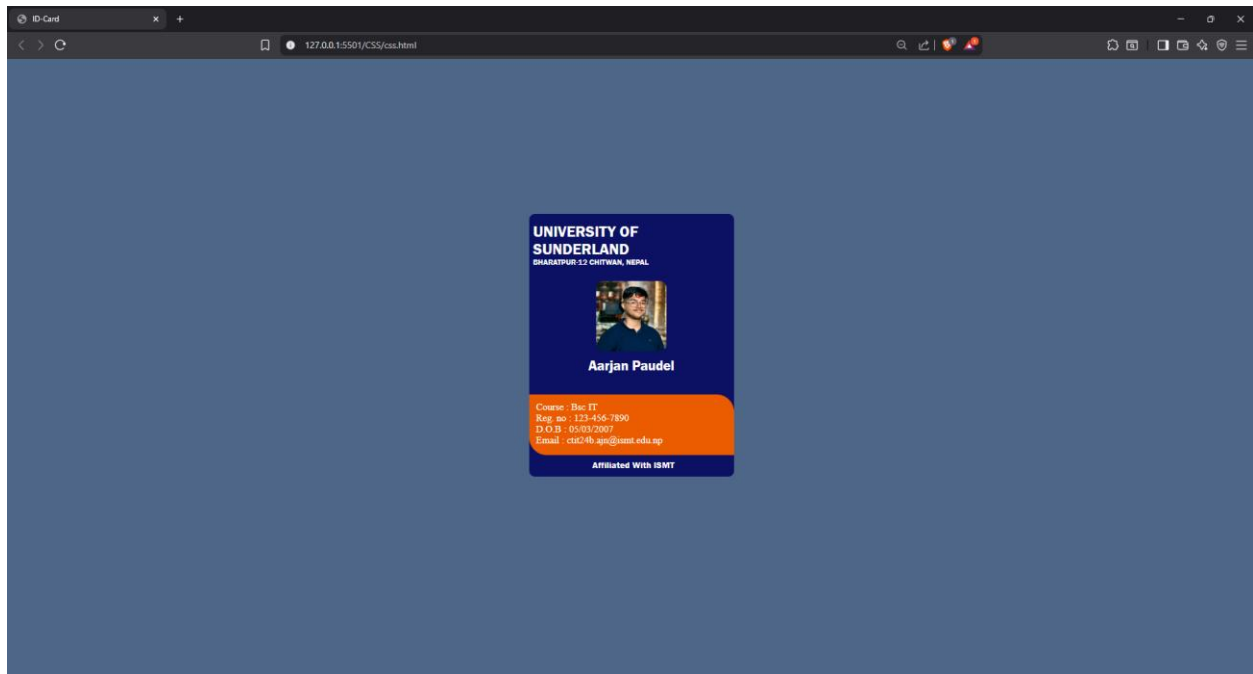 ID-Card
127.0.0.1:5501/CSS/css.html
UNIVERSITY OF
SUNDERLAND
BHARATPUR-12 CHITWAN, NEPAL
Aarjan Paudel
Course : Bsc IT
Reg. no : 123-456-7890
D.O.B : 05/03/2007
Email : ctit24b.ajn@ismt.edu.np
Affiliated With ISMT